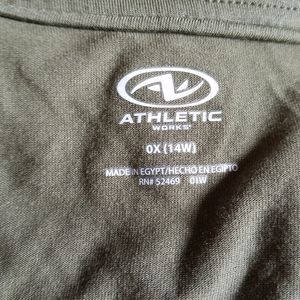 ATHLETIC
WORKS
0X (14W)
MADE IN EGYPT/HECHO EN EGIPTO
RN# 52469 01W